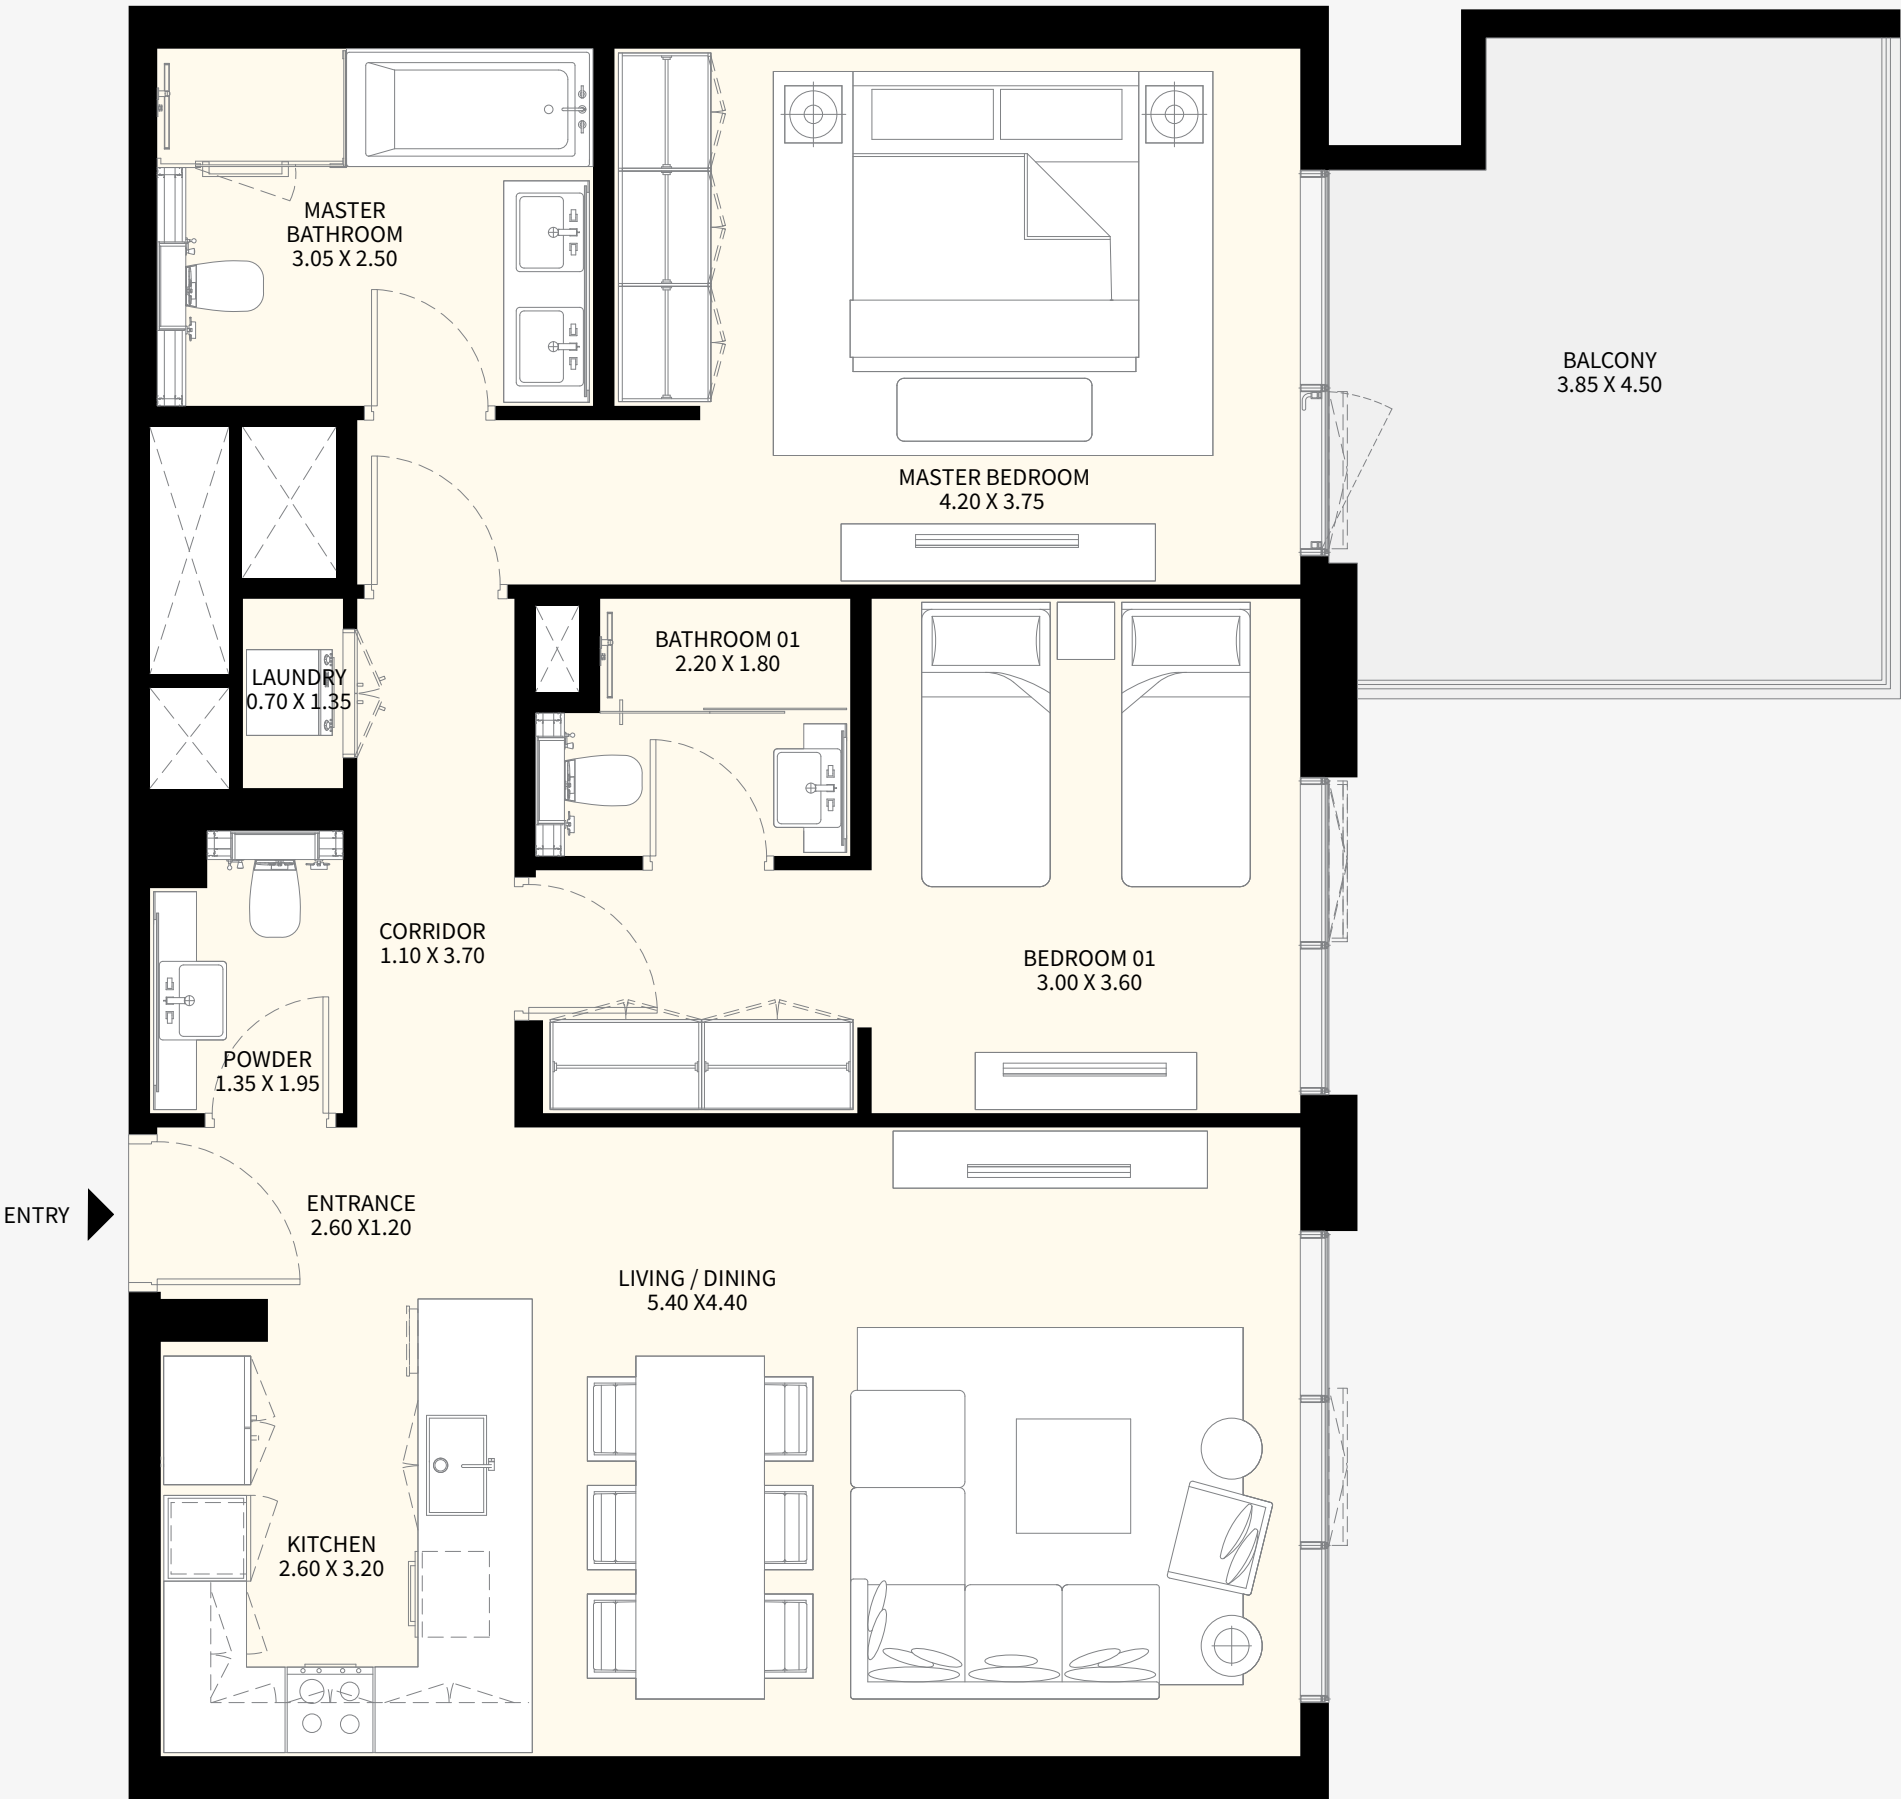 MASTER
BATHROOM
3.05 X 2.50
BALCONY
3.85 X 4.50
MASTER BEDROOM
4.20 X 3.75
BATHROOM 01
2.20 X 1.80
LAUNDRY
0.70 X 1.35
CORRIDOR
1.10 X 3.70
BEDROOM 01
3.00 X 3.60
POWDER
1.35 X 1.95
ENTRY
ENTRANCE
2.60 X1.20
LIVING / DINING
5.40 X4.40
KITCHEN
2.60 X 3.20